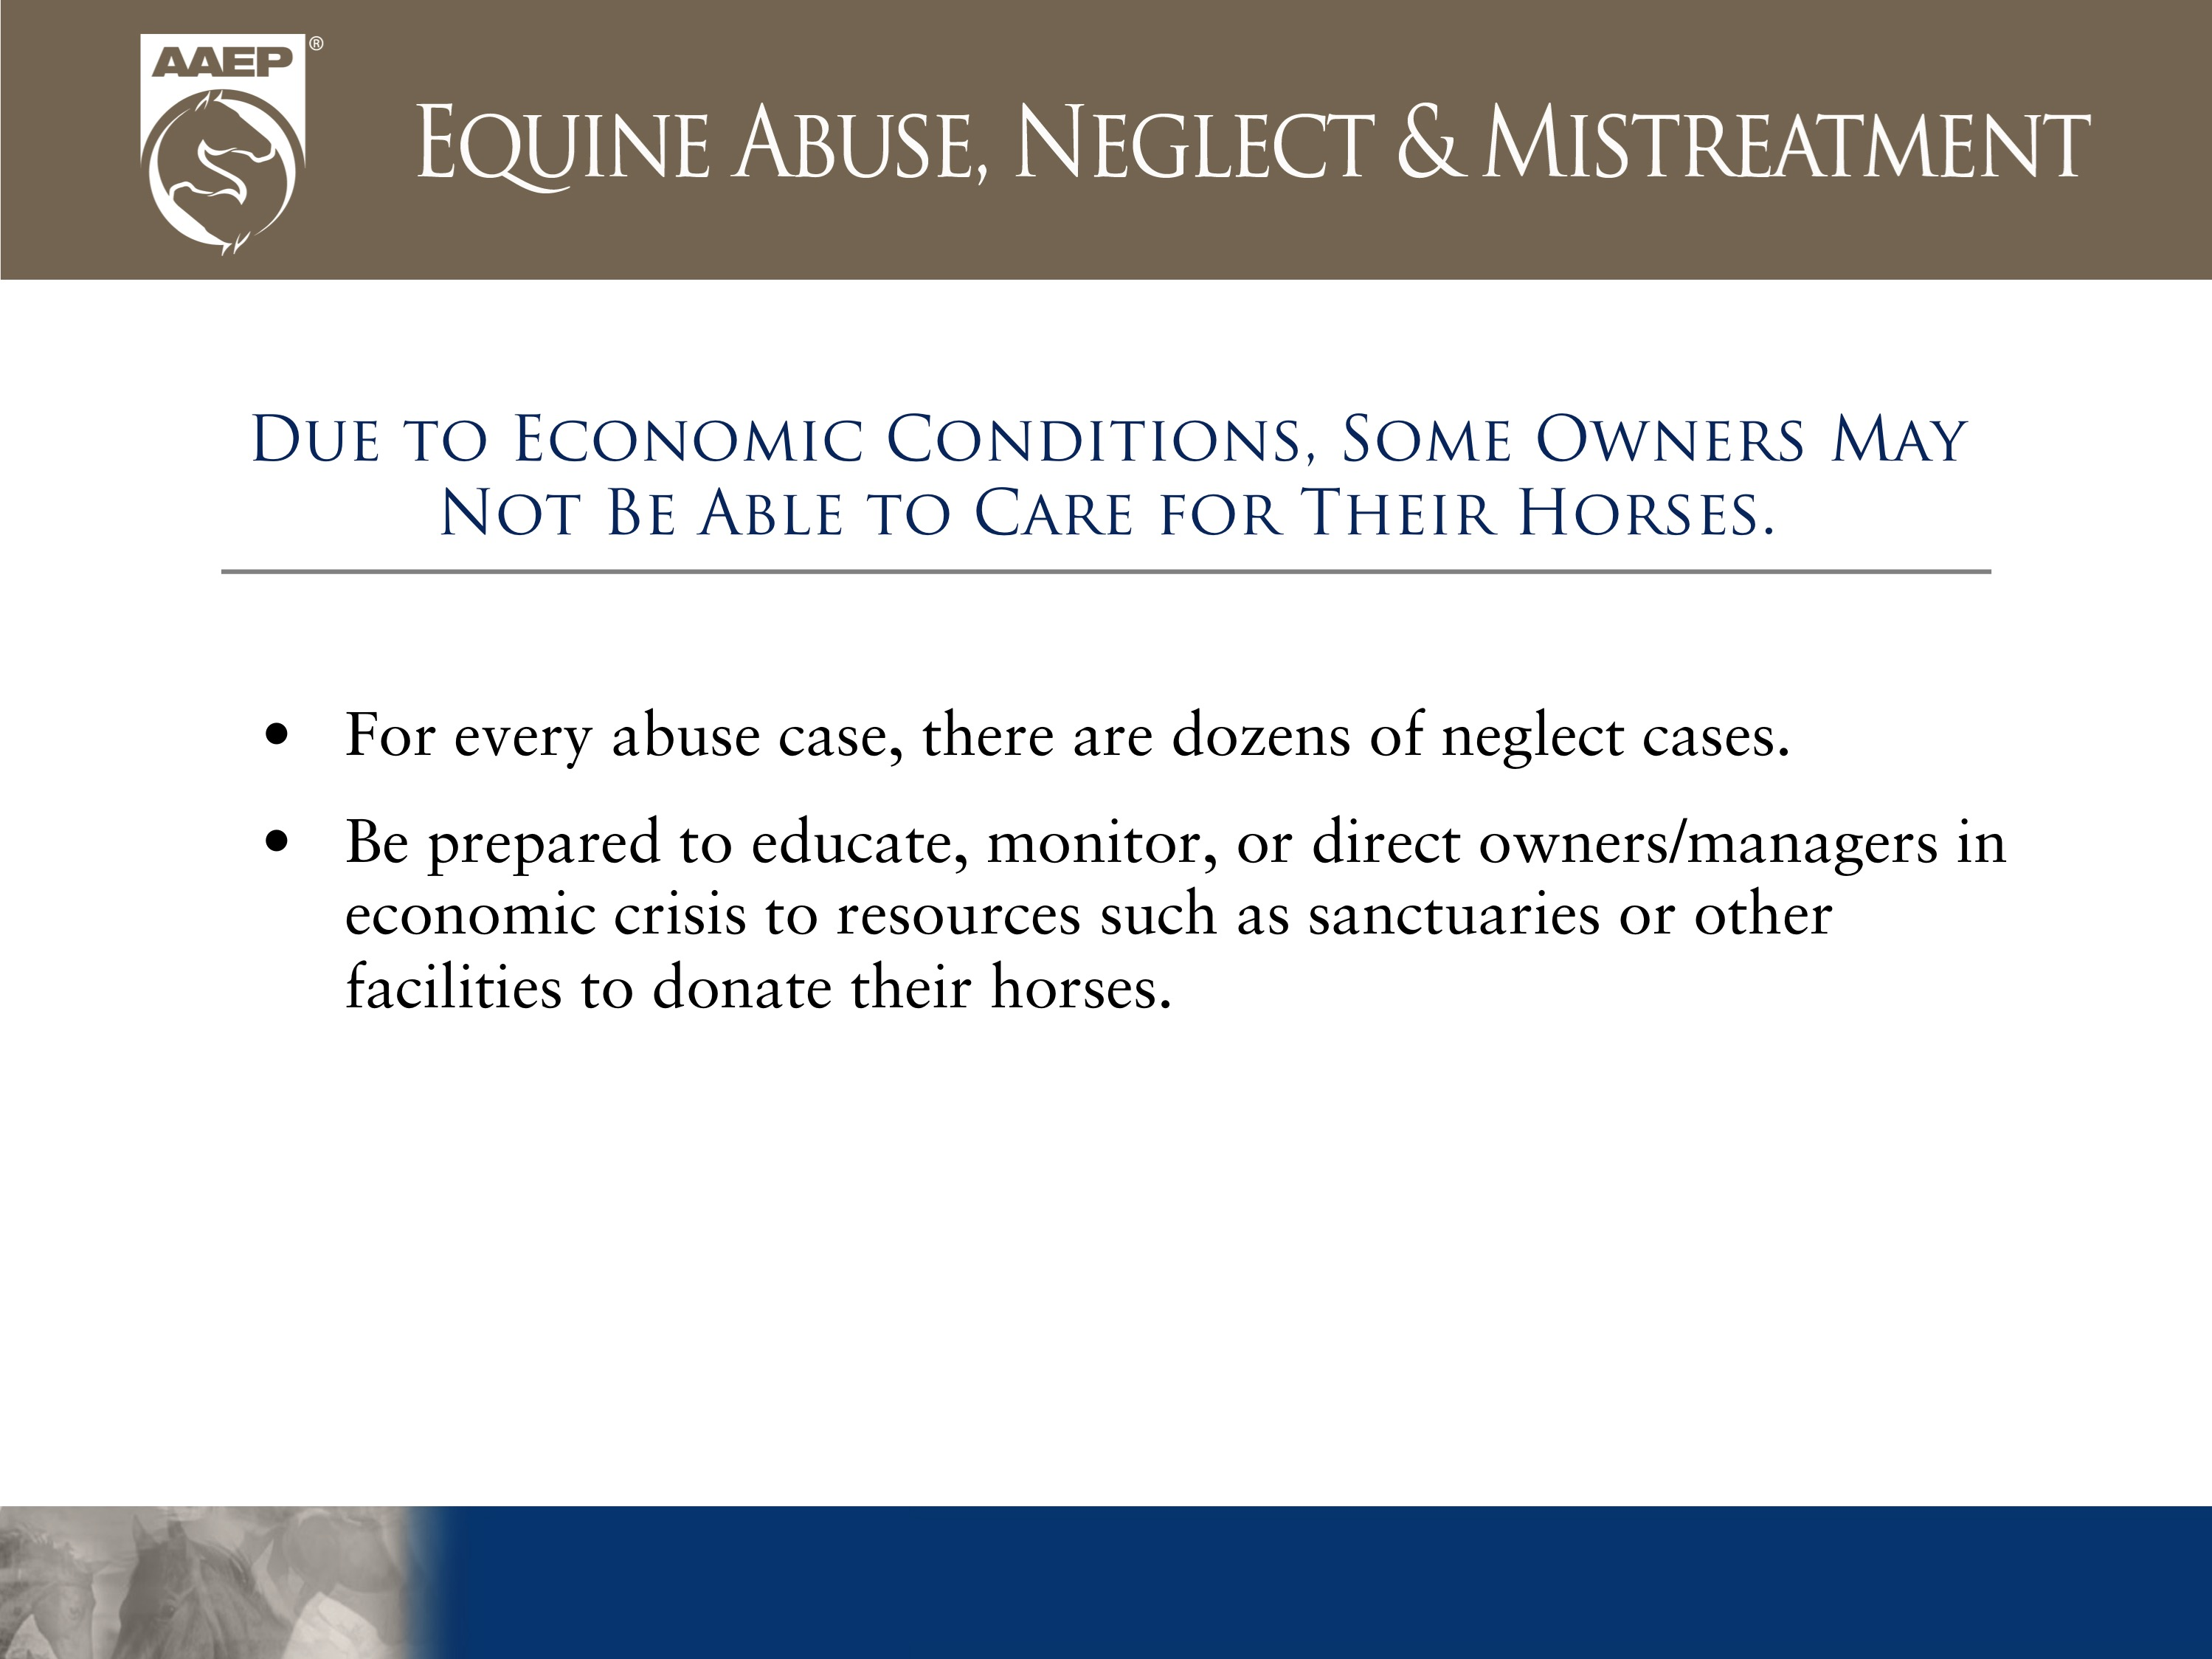 AAEP ®
Equine Abuse, Neglect & Mistreatment
Due to Economic Conditions, Some Owners May
Not Be Able to Care for Their Horses.
• For every abuse case, there are dozens of neglect cases.
• Be prepared to educate, monitor, or direct owners/managers in
economic crisis to resources such as sanctuaries or other
facilities to donate their horses.